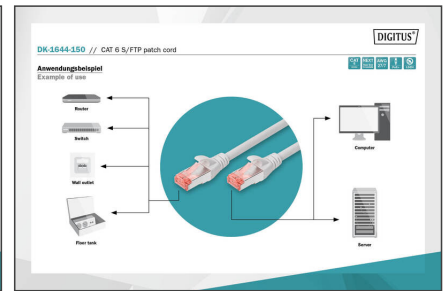 DIGITUS®
DK-1644-150 // CAT 6 S/FTP patch cord
Anwendungsbeispiel
Example of use
Router
Switch
Wall outlet
Floor tank
Computer
Server